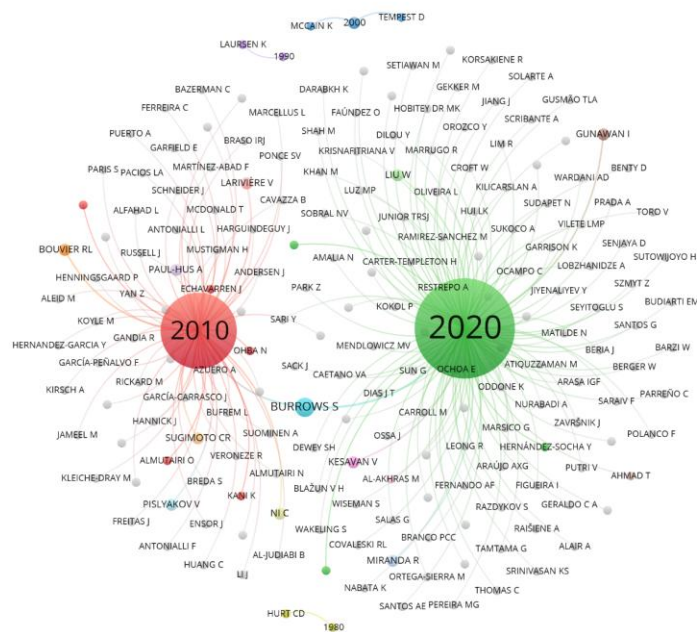 TEMPEST D
2000
MCCAIN K
LAURSEN K
1990
SETIAWAN M
KORSAKIENE R
SOLARTE A
GEKKER M
BAZERMAN C
DARABKH K
HOBITEY DR MK
JIANG J
GUSMÃO TLA
FERREIRA C
MARCELLUS L
FAÚNDEZ O
SCRIBANTE A
PUERTO A
SHAH M
DILOU Y
OROZCO Y
GUNAWAN I
GARFIELD E
BRASO IRJ
KRISNAFITRIANA V
MARRUGO R
LIM R
PONCE SV
PARIS S
PACIOS LA
MARTÍNEZ-ABAD F
KHAN M
LIU W
CROFT W
WARDANI AD
BENTY D
SCHNEIDER J
LARIVIÈRE V
LUZ MP
OLIVEIRA L
KILICARSLAN A
ALFAHAD L
MCDONALD T
CAVAZZA B
SUDAPET N
PRADA A
ANTONIALLI L
HARGUINDEGUY J
SOBRAL NV
JUNIOR TRSJ
HUI LK
VILETE LMP
TORO V
BOUVIER RL
MUSTIGMAN H
RAMIREZ-SANCHEZ M
SUKOCO A
GARRISON K
SENJAYA D
RUSSELL J
AMALIA N
SUTOWIJOYO H
HENNINGSGAARD P
PAUL-HUS A
ANDERSEN J
CARTER-TEMPLETON H
OCAMPO C
LOBZHANIDZE A
ALEID M
YAN Z
ECHAVARREN J
PARK Z
RESTREPO A
JIYENALIYEV Y
SZMYT Z
KOKOL P
SEYITOGLU S
BUDIARTI EM
KOYLE M
SARI Y
SANTOS G
2010
2020
HERNANDEZ-GARCIA Y
GANDIA R
MATILDE N
OHBA N
MENDLOWICZ MV
BERIA J
BARZI W
GARCÍA-PEÑALVO F
SACK J
ATIQUZZAMAN M
BERGER W
AZUERO A
CAETANO VA
SUN G
OCHOA E
RICKARD M
ODDONE K
ARASA IGF
KIRSCH A
GARCÍA-CARRASCO J
DIAS JT
SARAIV F
PARREÑO C
BUFREM L
BURROWS S
NURABADI A
HANNICK J
CARROLL M
ZAVRŠNIK J
JAMEEL M
SUGIMOTO CR
SUOMINEN A
OSSA J
MARSICO G
POLANCO F
DEWEY SH
LEONG R
HERNÁNDEZ-SOCHA Y
VERONEZE R
ALMUTAIRI O
KESAVAN V
ARAÚJO AXG
PUTRI V
KLEICHE-DRAY M
BREDA S
ALMUTAIRI N
AL-AKHRAS M
FIGUEIRA I
AHMAD T
BLAŽUN V H
FERNANDO AF
KANI K
PISLYAKOV V
WISEMAN S
RAZDYKOV S
GERALDO C A
NI C
SALAS G
FREITAS J
ENSOR J
WAKELING S
BRANCO PCC
RAIŠIENE A
COVALESKI RL
TAMTAMA G
ALAIR A
ANTONIALLI F
AL-JUDIABI B
MIRANDA R
HUANG C
ORTEGA-SIERRA M
SRINIVASAN KS
LI J
NABATA K
THOMAS C
SANTOS AE
PEREIRA MG
HURT CD
1980